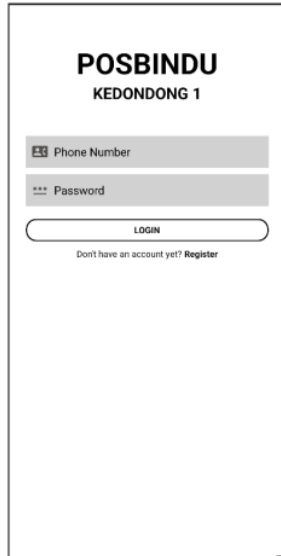 POSBINDU
KEDONDONG 1
Phone Number
Password
LOGIN
Don't have an account yet? Register